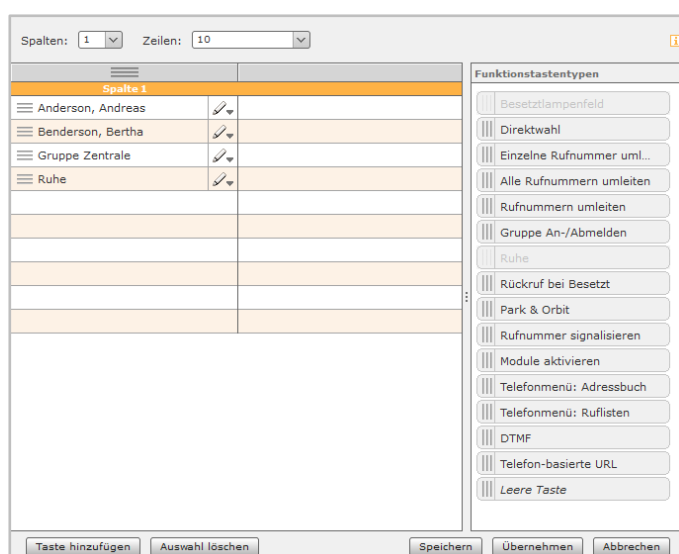 Spalten: 1 Zeilen: 10
Spalte 1
Anderson, Andreas
Benderson, Bertha
Gruppe Zentrale
Ruhe
Funktionstastentypen
Besetztlampenfeld
Direktwahl
Einzelne Rufnummer uml...
Alle Rufnummern umleiten
Rufnummern umleiten
Gruppe An-/Abmelden
Ruhe
Rückruf bei Besetzt
Park & Orbit
Rufnummer signalisieren
Module aktivieren
Telefonmenü: Adressbuch
Telefonmenü: Ruflisten
DTMF
Telefon-basierte URL
Leere Taste
Taste hinzufügen Auswahl löschen Speichern Übernehmen Abbrechen